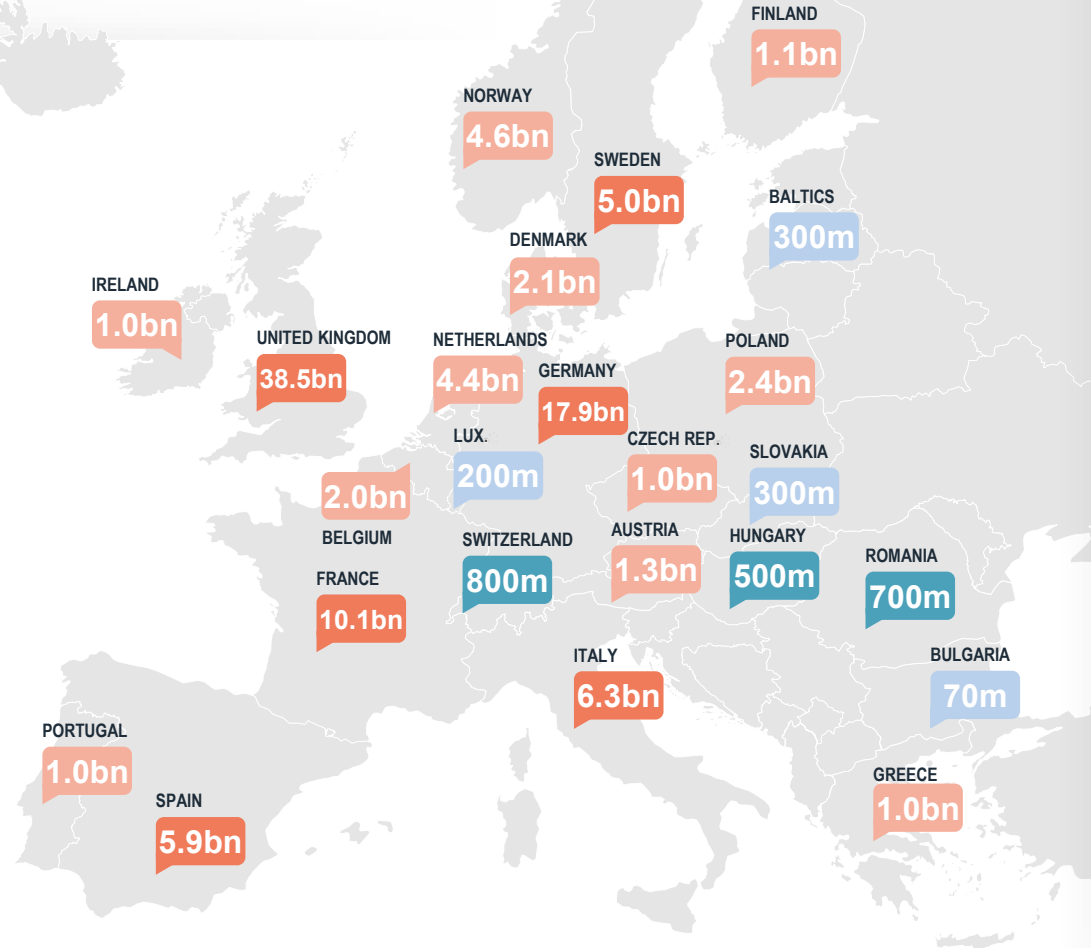 FINLAND
1.1bn
NORWAY
4.6bn
SWEDEN
5.0bn
BALTICS
300m
DENMARK
2.1bn
IRELAND
1.0bn
UNITED KINGDOM
38.5bn
NETHERLANDS
4.4bn
GERMANY
17.9bn
POLAND
2.4bn
LUX.
200m
CZECH REP.
1.0bn
SLOVAKIA
300m
2.0bn
BELGIUM
SWITZERLAND
800m
AUSTRIA
1.3bn
HUNGARY
500m
ROMANIA
700m
FRANCE
10.1bn
ITALY
6.3bn
BULGARIA
70m
PORTUGAL
1.0bn
SPAIN
5.9bn
GREECE
1.0bn